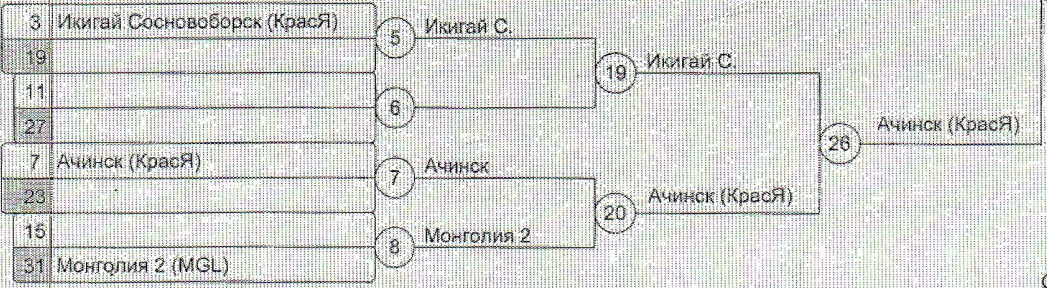 3 Икигай Сосновоборск (КрасЯ)
19
5 Икигай С.
11
27
6
19 Икигай С.
7 Ачинск (КрасЯ)
23
7 Ачинск
15
31 Монголия 2 (MGL)
8 Монголия 2
20 Ачинск (КрасЯ)
26 Ачинск (КрасЯ)